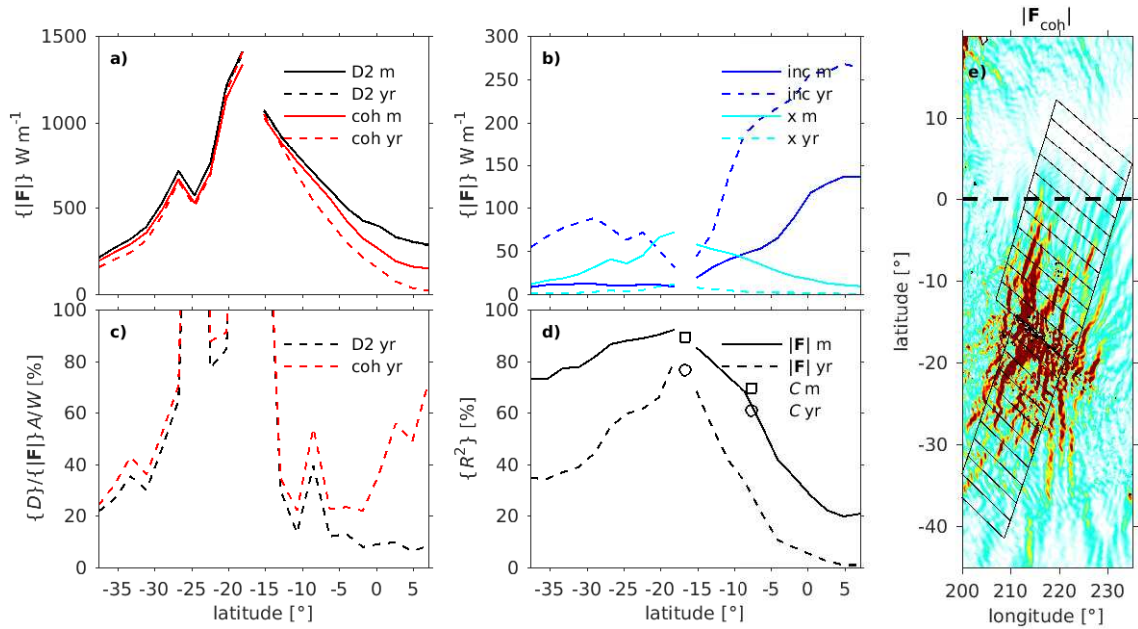 a)
1500
1000
500
0
{|F|} W m⁻¹
D2 m
D2 yr
coh m
coh yr
b)
300
250
200
150
100
50
0
{|F|} W m⁻¹
inc m
inc yr
x m
x yr
c)
100
80
60
40
20
0
{D}/{|F|}A/W [%]
D2 yr
coh yr
-35 -30 -25 -20 -15 -10 -5 0 5
latitude [°]
d)
100
80
60
40
20
0
{R²} [%]
|F| m
|F| yr
C m
C yr
-35 -30 -25 -20 -15 -10 -5 0 5
latitude [°]
|F_coh|
e)
10
0
-10
-20
-30
-40
latitude [°]
200 210 220 230
longitude [°]